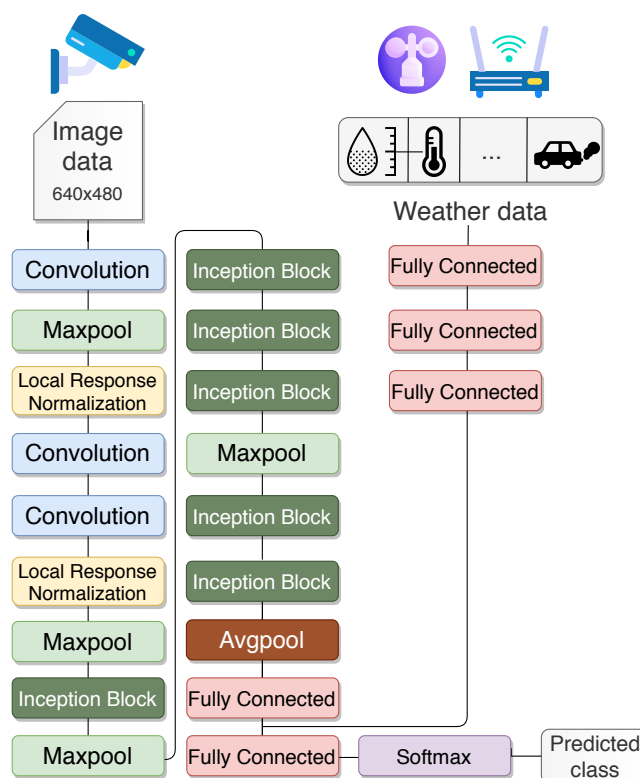 Image
data
640x480
Convolution
Maxpool
Local Response
Normalization
Convolution
Convolution
Local Response
Normalization
Maxpool
Inception Block
Maxpool
Inception Block
Inception Block
Inception Block
Maxpool
Inception Block
Inception Block
Avgpool
Fully Connected
Fully Connected
...
Weather data
Fully Connected
Fully Connected
Fully Connected
Softmax
Predicted
class